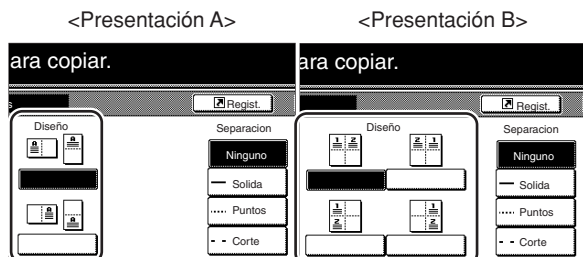 <Presentación A>
<Presentación B>
ara copiar.
ara copiar.
s
Regist.
Regist.
Diseño
Separacion
Diseño
Separacion
Ninguno
Ninguno
Solida
Solida
Puntos
Puntos
Corte
Corte